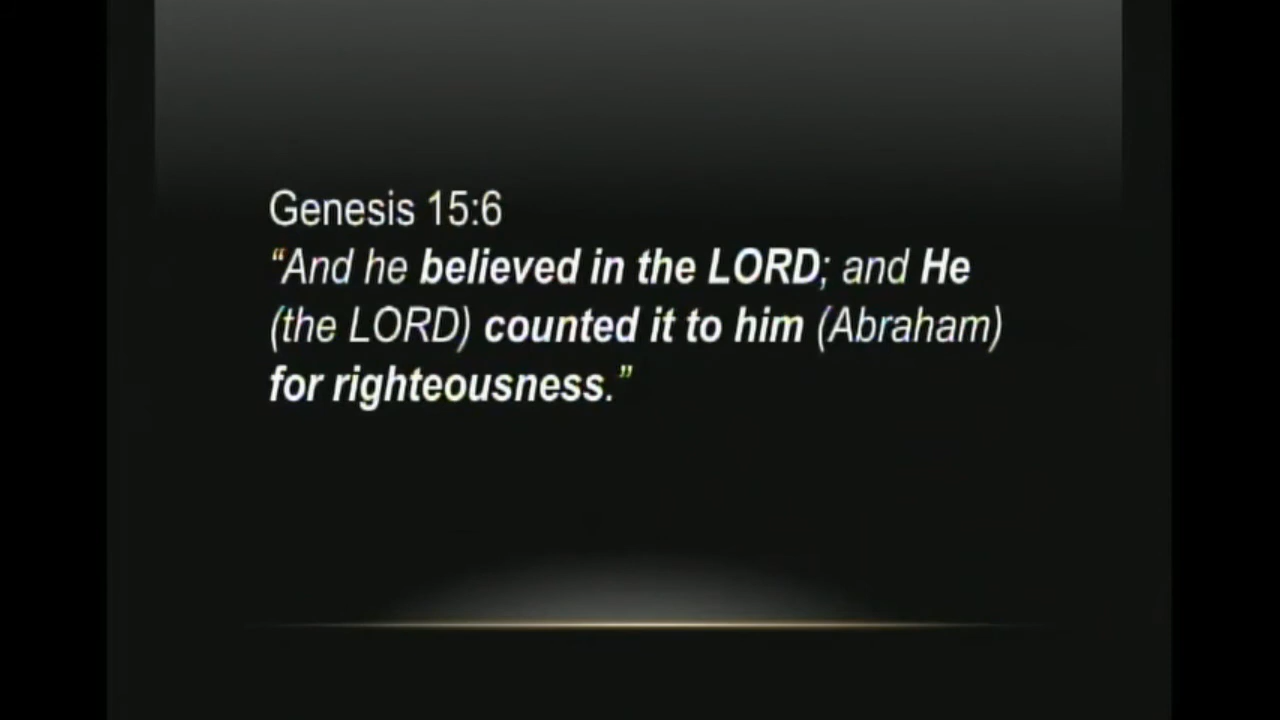 Genesis 15:6
“And he believed in the LORD; and He
(the LORD) counted it to him (Abraham)
for righteousness.”